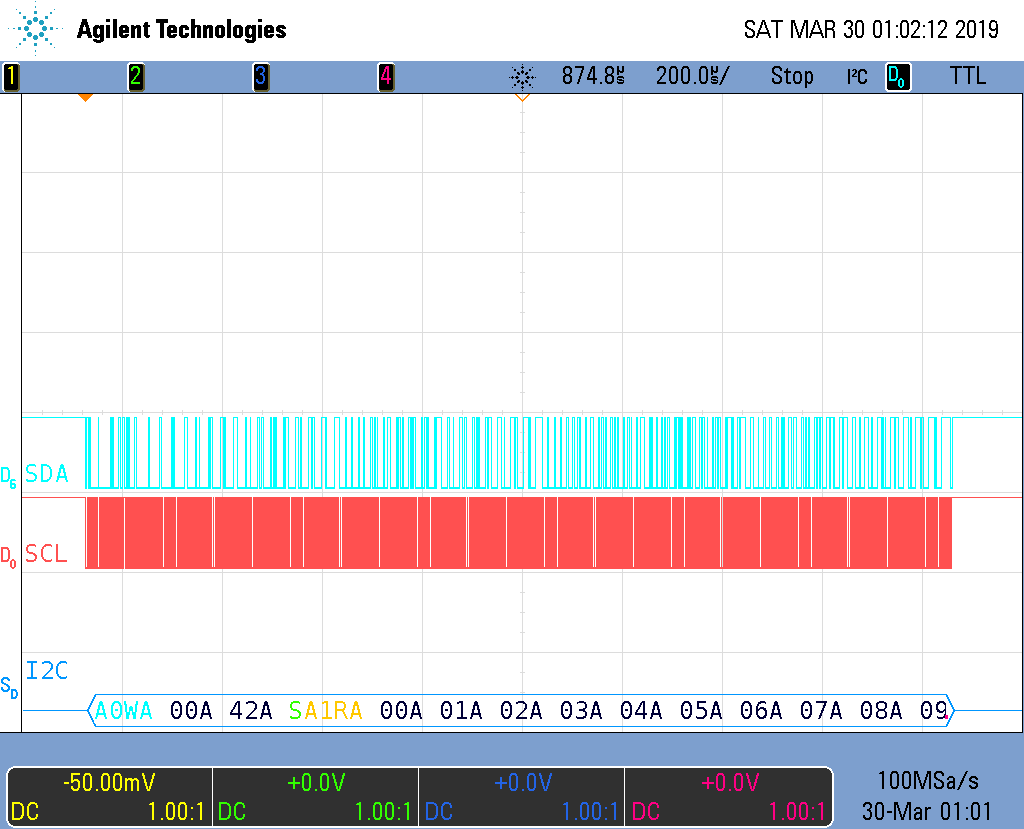 Agilent Technologies SAT MAR 30 01:02:12 2019
1 2 3 4 874.8µs 200.0µs/ Stop I²C D0 TTL
D6 SDA
D0 SCL
I2C
SD A0WA 00A 42A SA1RA 00A 01A 02A 03A 04A 05A 06A 07A 08A 09
-50.00mV +0.0V +0.0V +0.0V 100MSa/s
DC 1.00:1 DC 1.00:1 DC 1.00:1 DC 1.00:1 30-Mar 01:01